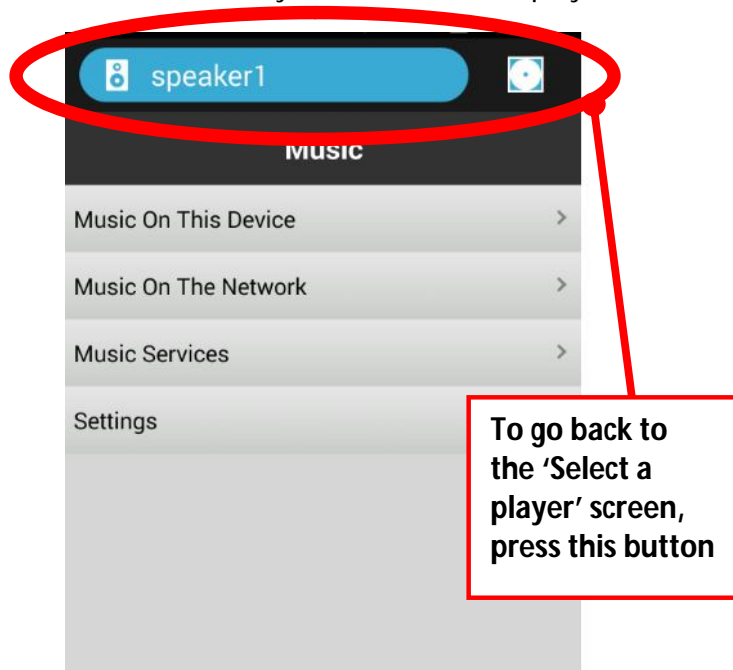 speaker1
Music
Music On This Device
Music On The Network
Music Services
Settings
To go back to
the ‘Select a
player’ screen,
press this button